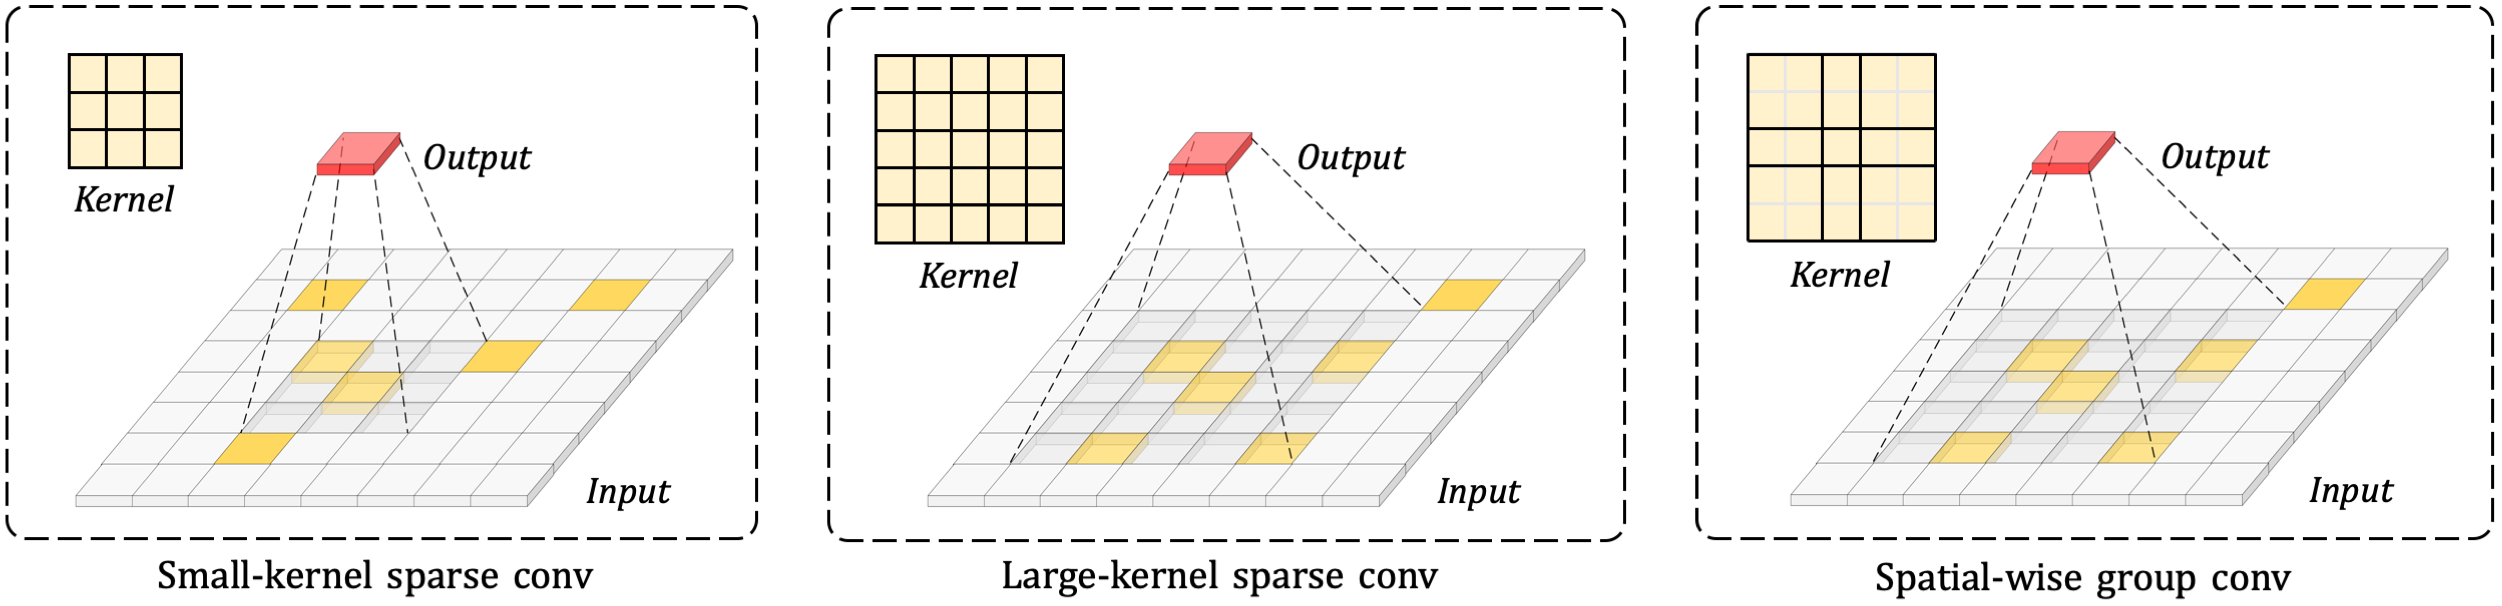 Kernel
Output
Input
Small-kernel sparse conv
Kernel
Output
Input
Large-kernel sparse conv
Kernel
Output
Input
Spatial-wise group conv